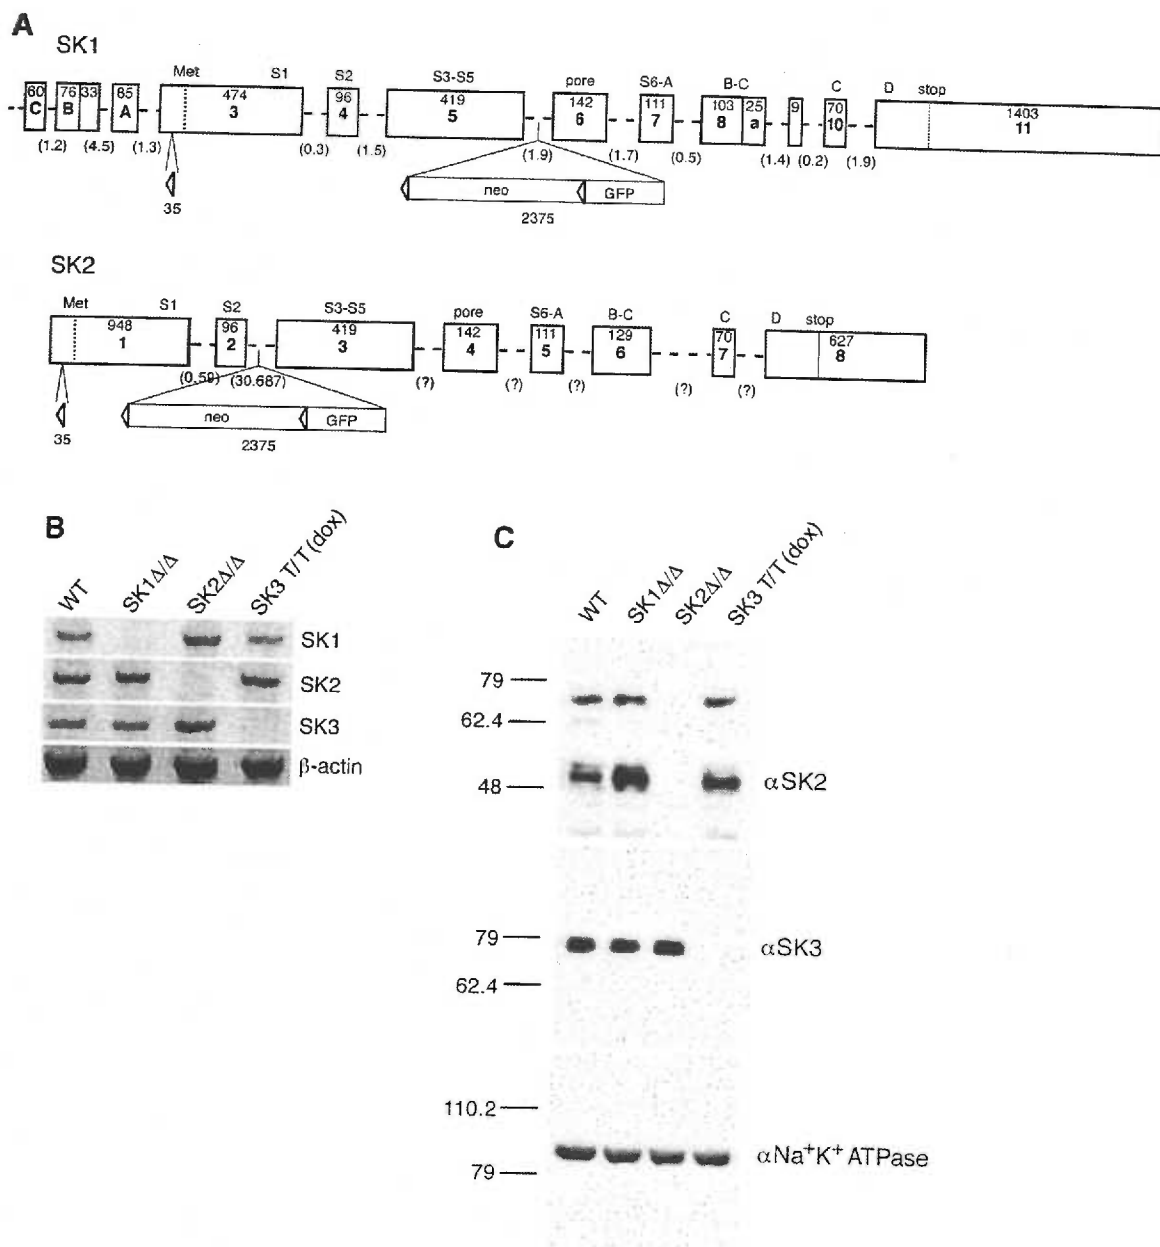 A
SK1
Met S1 S2 S3-S5 pore S6-A B-C C D stop
60 76 33 65 474 96 419 142 111 103 25 9 70 1403
C B A 3 4 5 6 7 8 a 10 11
(1.2) (4.5) (1.3) (0.3) (1.5) (1.9) (1.7) (0.5) (1.4) (0.2) (1.9)
neo GFP
35 2375
SK2
Met S1 S2 S3-S5 pore S6-A B-C C D stop
948 96 419 142 111 129 70 627
1 2 3 4 5 6 7 8
(0.59) (30.687) (?) (?) (?) (?) (?)
neo GFP
35 2375
B
WT SK1Δ/Δ SK2Δ/Δ SK3 T/T (dox)
SK1
SK2
SK3
β-actin
C
WT SK1Δ/Δ SK2Δ/Δ SK3 T/T (dox)
79
62.4
48 αSK2
79 αSK3
62.4
110.2
αNa+K+ ATPase
79